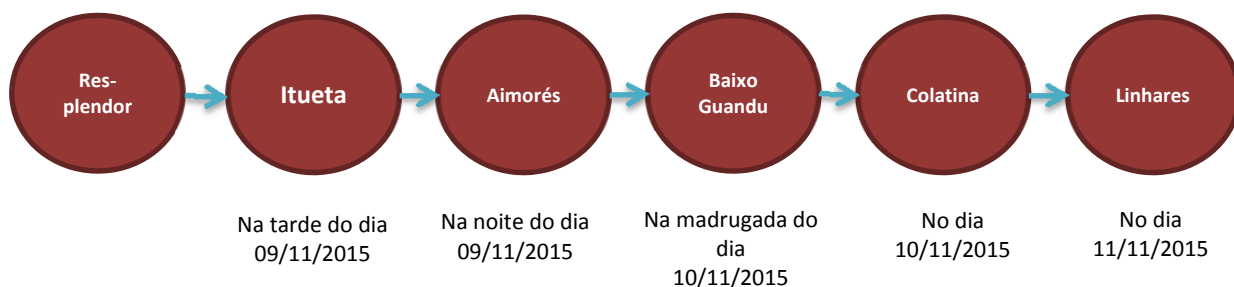 Res-
plendor
Itueta
Aimorés
Baixo
Guandu
Colatina
Linhares
Na tarde do dia
09/11/2015
Na noite do dia
09/11/2015
Na madrugada do
dia
10/11/2015
No dia
10/11/2015
No dia
11/11/2015